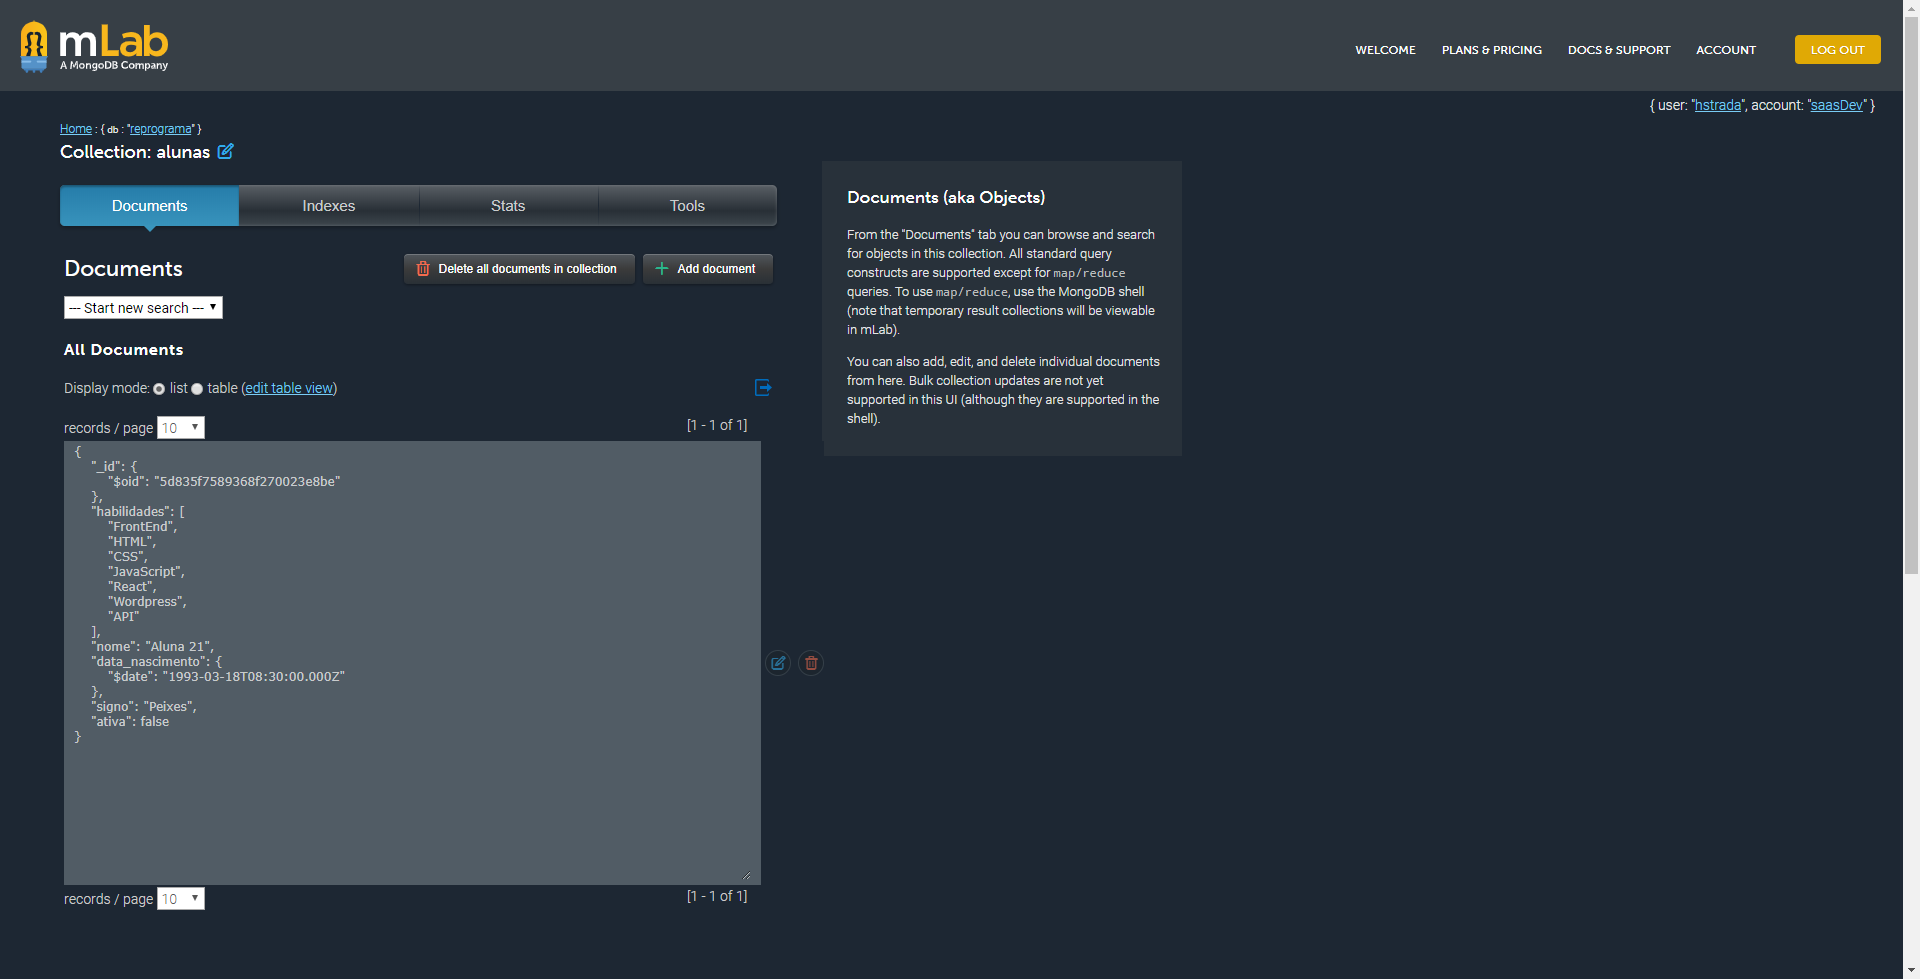 mLab
A MongoDB Company
WELCOME
PLANS & PRICING
DOCS & SUPPORT
ACCOUNT
LOG OUT
{ user: "hstrada", account: "saasDev" }
Home : { db : "reprograma" }
Collection: alunas
Documents
Indexes
Stats
Tools
Documents
Delete all documents in collection
Add document
--- Start new search ---
All Documents
Display mode: list table (edit table view)
records / page 10
[1 - 1 of 1]
{
"_id": {
"$oid": "5d835f7589368f270023e8be"
},
"habilidades": [
"FrontEnd",
"HTML",
"CSS",
"JavaScript",
"React",
"Wordpress",
"API"
],
"nome": "Aluna 21",
"data_nascimento": {
"$date": "1993-03-18T08:30:00.000Z"
},
"signo": "Peixes",
"ativa": false
}
records / page 10
[1 - 1 of 1]
Documents (aka Objects)
From the "Documents" tab you can browse and search
for objects in this collection. All standard query
constructs are supported except for map/reduce
queries. To use map/reduce, use the MongoDB shell
(note that temporary result collections will be viewable
in mLab).
You can also add, edit, and delete individual documents
from here. Bulk collection updates are not yet
supported in this UI (although they are supported in the
shell).